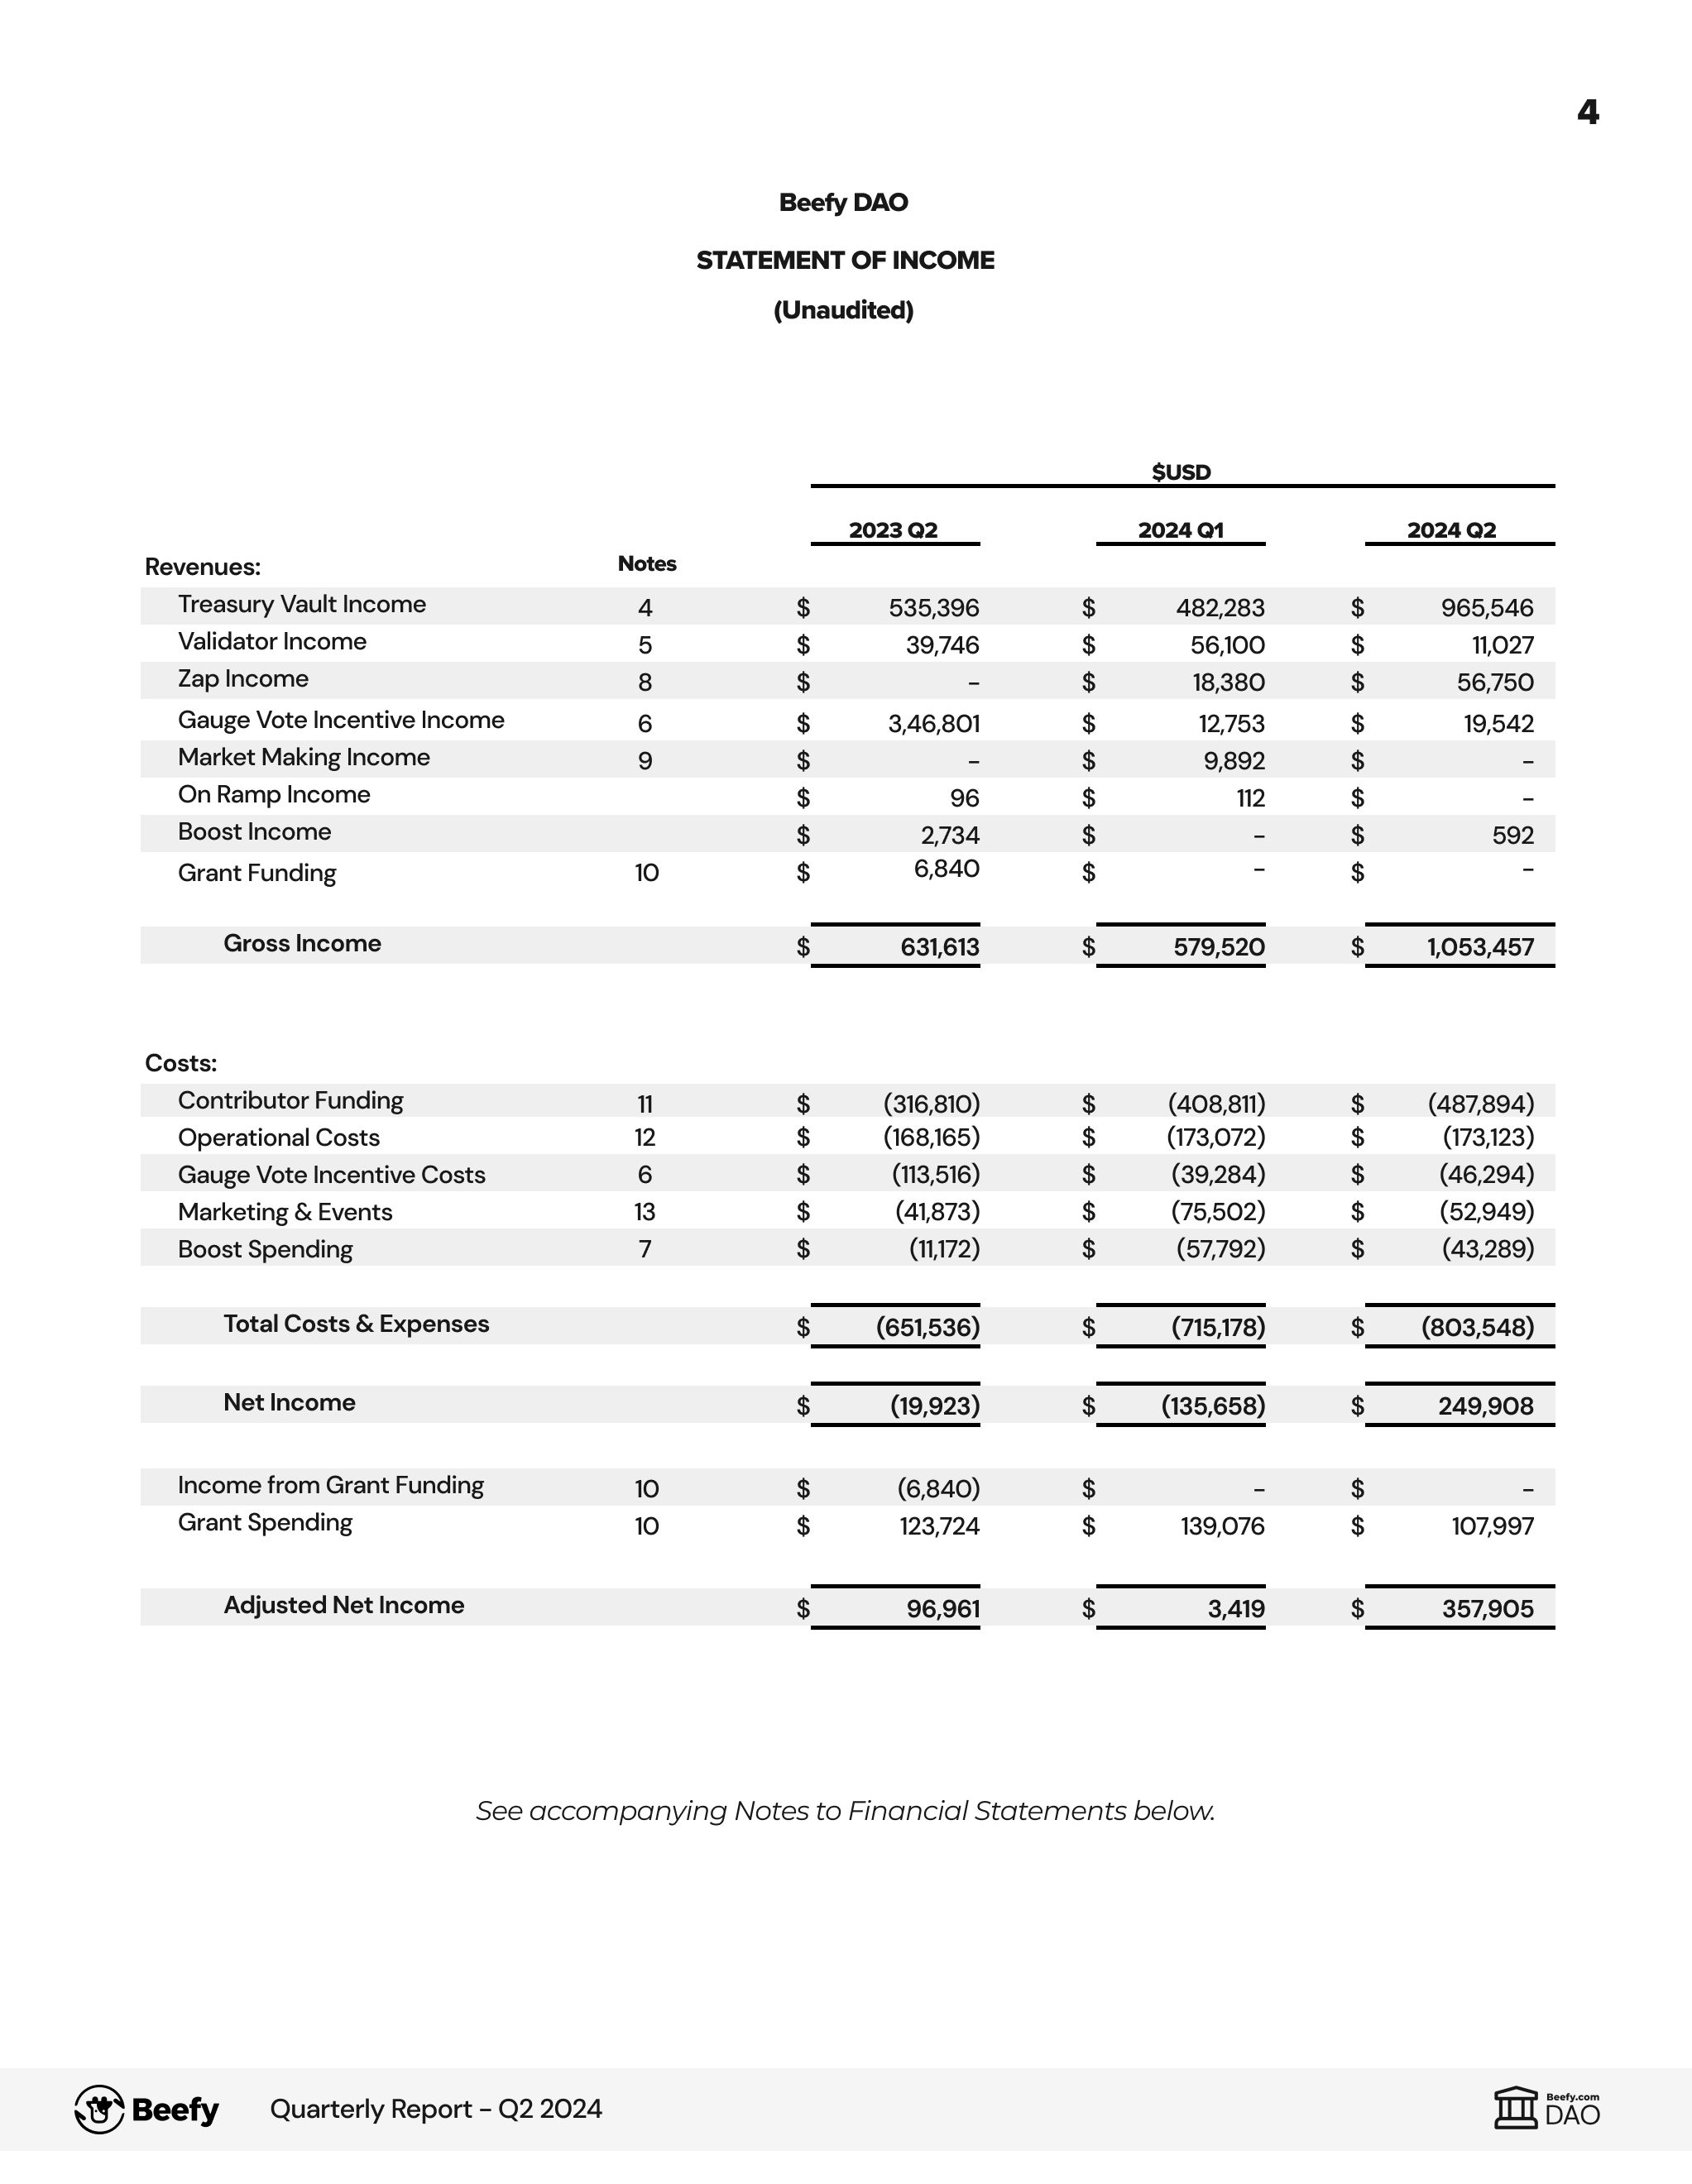 4
Beefy DAO
STATEMENT OF INCOME
(Unaudited)
$USD
2023 Q2 2024 Q1 2024 Q2
Revenues: Notes
Treasury Vault Income 4 $ 535,396 $ 482,283 $ 965,546
Validator Income 5 $ 39,746 $ 56,100 $ 11,027
Zap Income 8 $ – $ 18,380 $ 56,750
Gauge Vote Incentive Income 6 $ 3,46,801 $ 12,753 $ 19,542
Market Making Income 9 $ – $ 9,892 $ –
On Ramp Income $ 96 $ 112 $ –
Boost Income $ 2,734 $ – $ 592
Grant Funding 10 $ 6,840 $ – $ –
Gross Income $ 631,613 $ 579,520 $ 1,053,457
Costs:
Contributor Funding 11 $ (316,810) $ (408,811) $ (487,894)
Operational Costs 12 $ (168,165) $ (173,072) $ (173,123)
Gauge Vote Incentive Costs 6 $ (113,516) $ (39,284) $ (46,294)
Marketing & Events 13 $ (41,873) $ (75,502) $ (52,949)
Boost Spending 7 $ (11,172) $ (57,792) $ (43,289)
Total Costs & Expenses $ (651,536) $ (715,178) $ (803,548)
Net Income $ (19,923) $ (135,658) $ 249,908
Income from Grant Funding 10 $ (6,840) $ – $ –
Grant Spending 10 $ 123,724 $ 139,076 $ 107,997
Adjusted Net Income $ 96,961 $ 3,419 $ 357,905
See accompanying Notes to Financial Statements below.
Beefy Quarterly Report – Q2 2024
Beefy.com
DAO